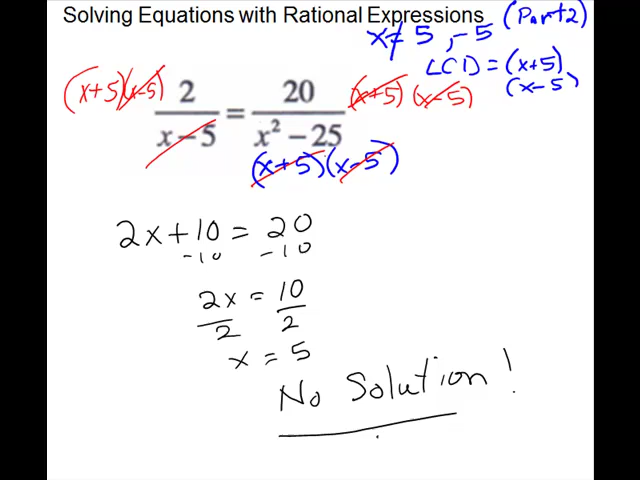 Solving Equations with Rational Expressions (Part 2)
x ≠ 5, -5
LCD = (x+5)
(x-5)
(x+5)(x-5) 2/(x-5) = 20/(x²-25) (x+5)(x-5)
(x+5)(x-5)
2x+10 = 20
-10 -10
2x/2 = 10/2
x = 5
No Solution!